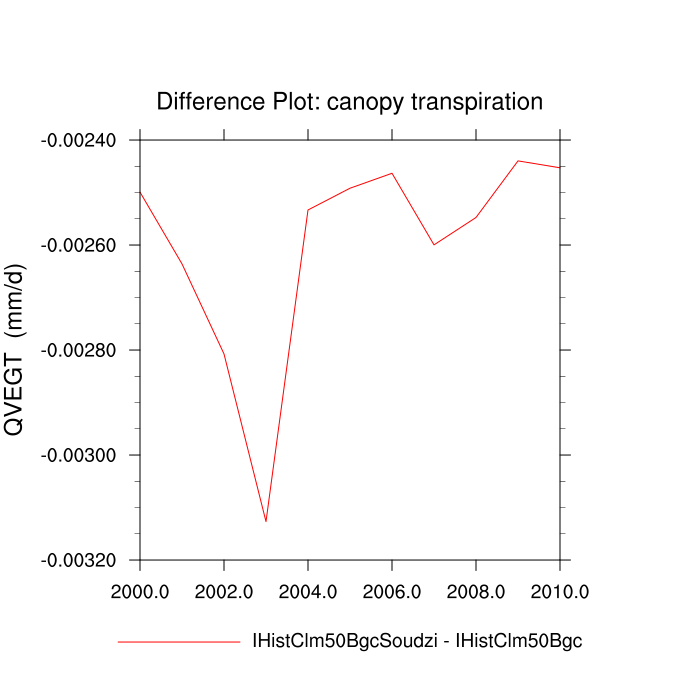 Difference Plot: canopy transpiration
-0.00240
-0.00260
-0.00280
-0.00300
-0.00320
QVEGT (mm/d)
2000.0 2002.0 2004.0 2006.0 2008.0 2010.0
IHistClm50BgcSoudzi - IHistClm50Bgc